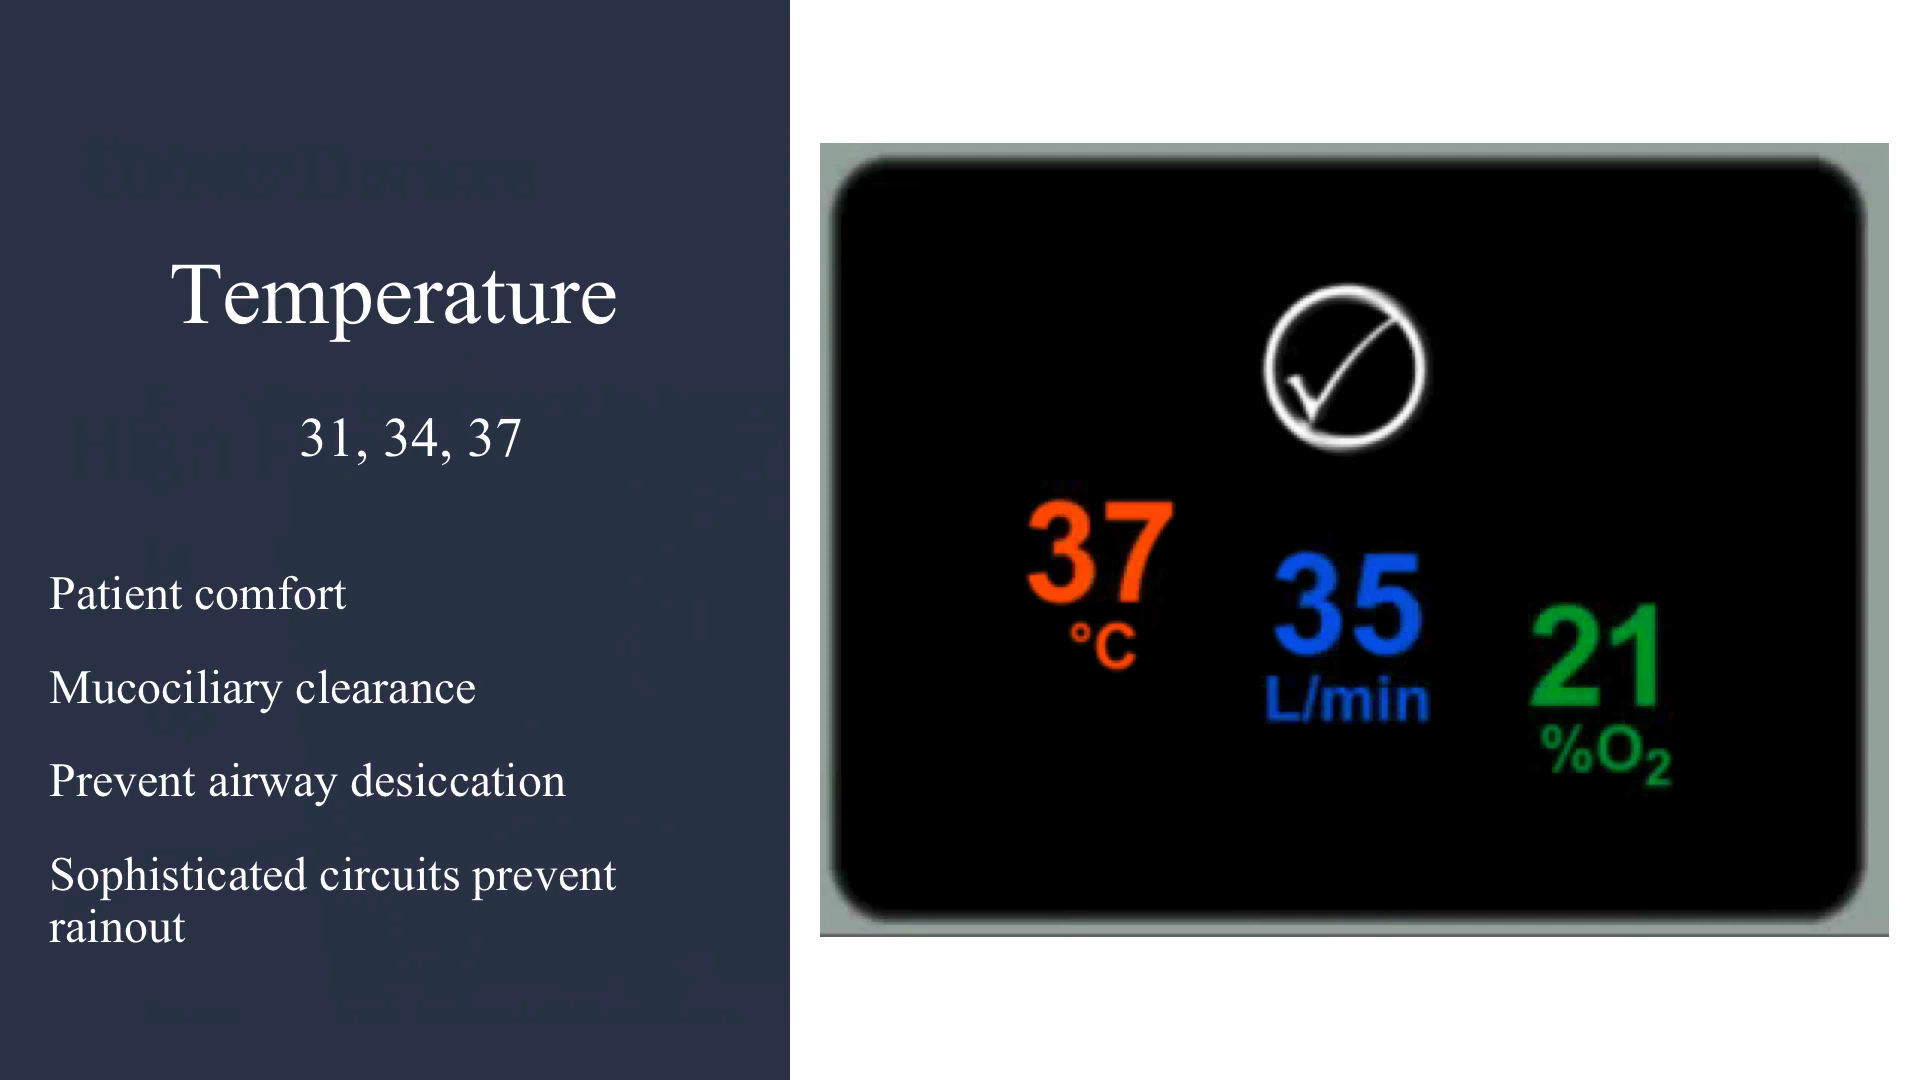 Temperature
31, 34, 37
Patient comfort
Mucociliary clearance
Prevent airway desiccation
Sophisticated circuits prevent
rainout
37
°C
35
L/min
21
%O₂